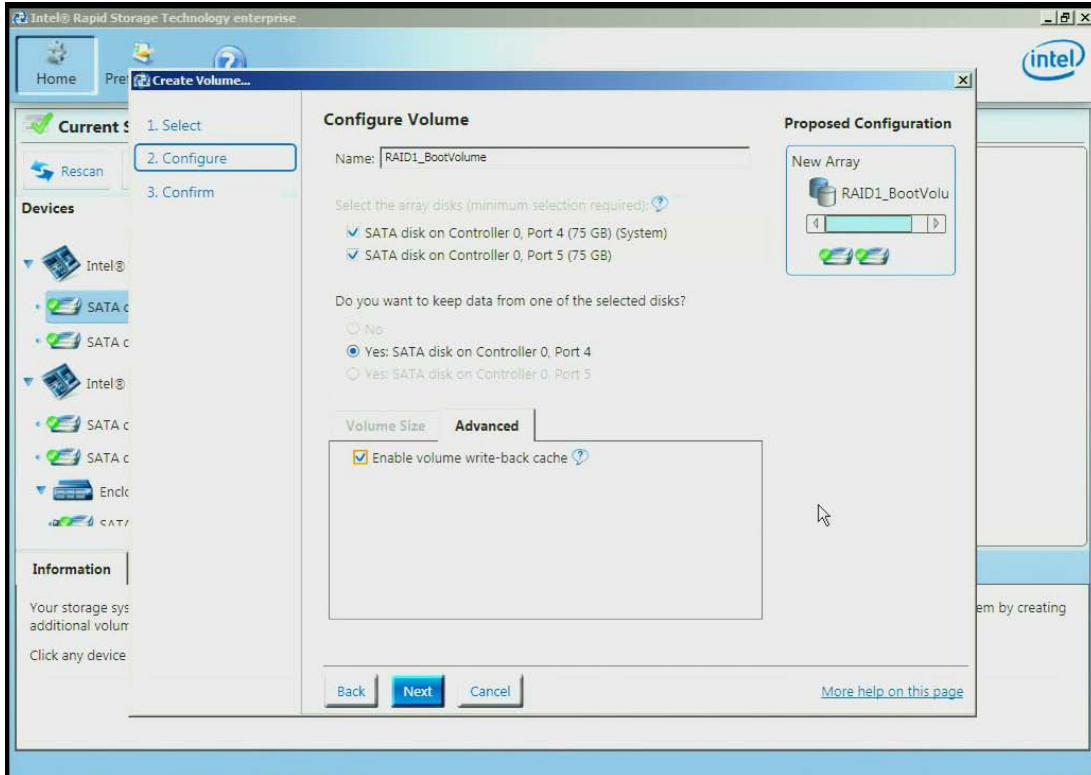 Intel® Rapid Storage Technology enterprise
Home
intel
Create Volume...
Current
Rescan
Devices
Intel®
SATA
SATA
Intel®
SATA
SATA
SATA
1. Select
2. Configure
3. Confirm
Configure Volume
Name: RAID1_BootVolume
Select the array disks (minimum selection required):
SATA disk on Controller 0, Port 4 (75 GB) (System)
SATA disk on Controller 0, Port 5 (75 GB)
Do you want to keep data from one of the selected disks?
No
Yes: SATA disk on Controller 0, Port 4
Yes: SATA disk on Controller 0, Port 5
Volume Size Advanced
Enable volume write-back cache
Proposed Configuration
New Array
RAID1_BootVolu
Back Next Cancel
More help on this page
Information
Your storage sys
em by creating
additional volum
Click any device